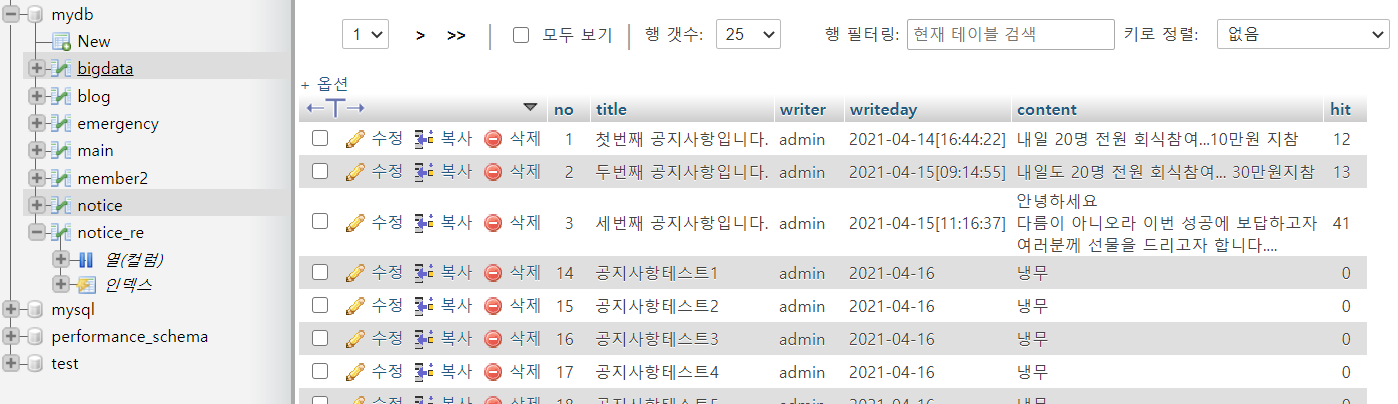 mydb
New
bigdata
blog
emergency
main
member2
notice
notice_re
열(컬럼)
인덱스
mysql
performance_schema
test
1 > >> | 모두 보기 | 행 갯수: 25 행 필터링: 현재 테이블 검색 키로 정렬: 없음
+ 옵션
←T→ no title writer writeday content hit
수정 복사 삭제 1 첫번째 공지사항입니다. admin 2021-04-14[16:44:22] 내일 20명 전원 회식참여...10만원 지참 12
수정 복사 삭제 2 두번째 공지사항입니다. admin 2021-04-15[09:14:55] 내일도 20명 전원 회식참여... 30만원지참 13
수정 복사 삭제 3 세번째 공지사항입니다. admin 2021-04-15[11:16:37] 안녕하세요
다름이 아니오라 이번 성공에 보답하고자
여러분께 선물을 드리고자 합니다.... 41
수정 복사 삭제 14 공지사항테스트1 admin 2021-04-16 냉무 0
수정 복사 삭제 15 공지사항테스트2 admin 2021-04-16 냉무 0
수정 복사 삭제 16 공지사항테스트3 admin 2021-04-16 냉무 0
수정 복사 삭제 17 공지사항테스트4 admin 2021-04-16 냉무 0
수정 복사 삭제 18 공지사항테스트5 admin 2021-04-16 냉무 0